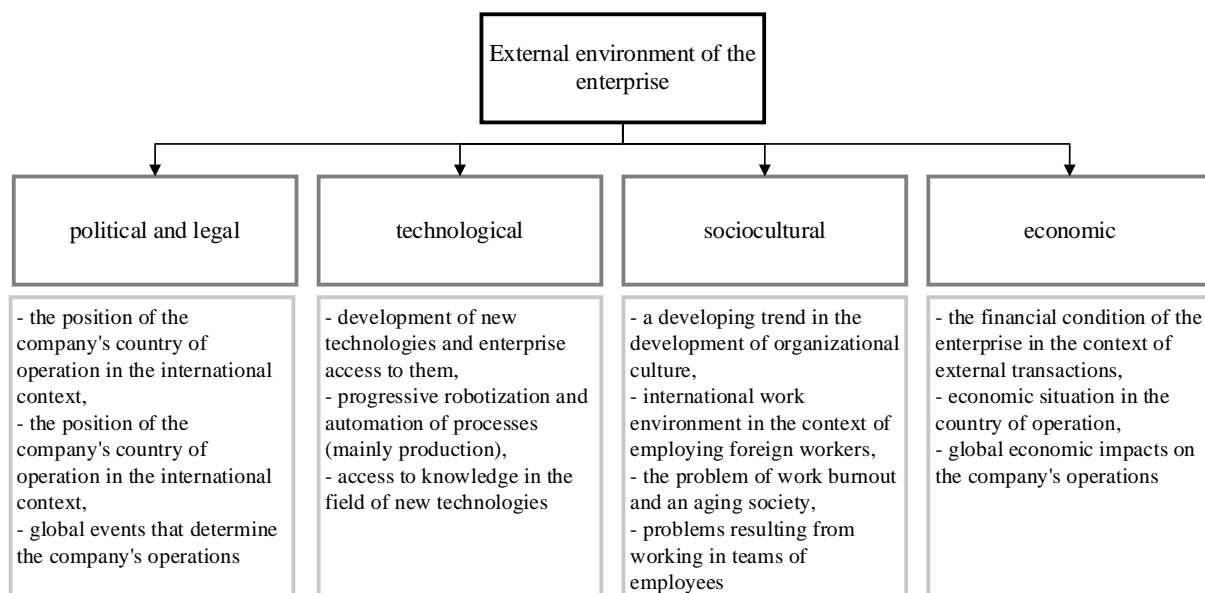 External environment of the
enterprise
political and legal
technological
sociocultural
economic
- the position of the
company's country of
operation in the international
context,
- the position of the
company's country of
operation in the international
context,
- global events that determine
the company's operations
- development of new
technologies and enterprise
access to them,
- progressive robotization and
automation of processes
(mainly production),
- access to knowledge in the
field of new technologies
- a developing trend in the
development of organizational
culture,
- international work
environment in the context of
employing foreign workers,
- the problem of work burnout
and an aging society,
- problems resulting from
working in teams of
employees
- the financial condition of the
enterprise in the context of
external transactions,
- economic situation in the
country of operation,
- global economic impacts on
the company's operations